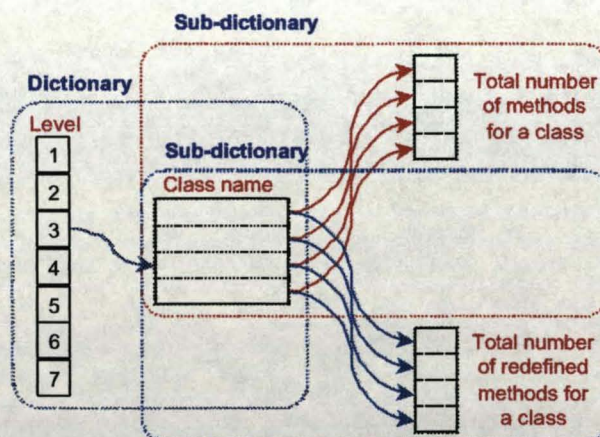 Sub-dictionary
Dictionary
Level
1
2
3
4
5
6
7
Sub-dictionary
Class name
Total number
of methods
for a class
Total number
of redefined
methods for
a class